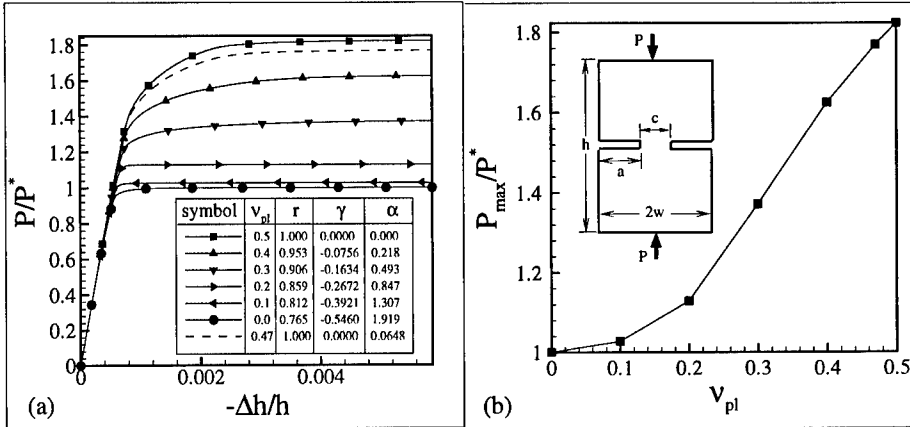 1.8
1.6
1.4
1.2
1
0.8
0.6
0.4
0.2
0
P/P*
symbol ν_pl r γ α
0.5 1.000 0.0000 0.000
0.4 0.953 -0.0756 0.218
0.3 0.906 -0.1634 0.493
0.2 0.859 -0.2672 0.847
0.1 0.812 -0.3921 1.307
0.0 0.765 -0.5460 1.919
0.47 1.000 0.0000 0.0648
0 0.002 0.004
(a) -Δh/h
1.8
1.6
1.4
1.2
1
P_max/P*
P
h
c
a
2w
P
0 0.1 0.2 0.3 0.4 0.5
(b) ν_pl